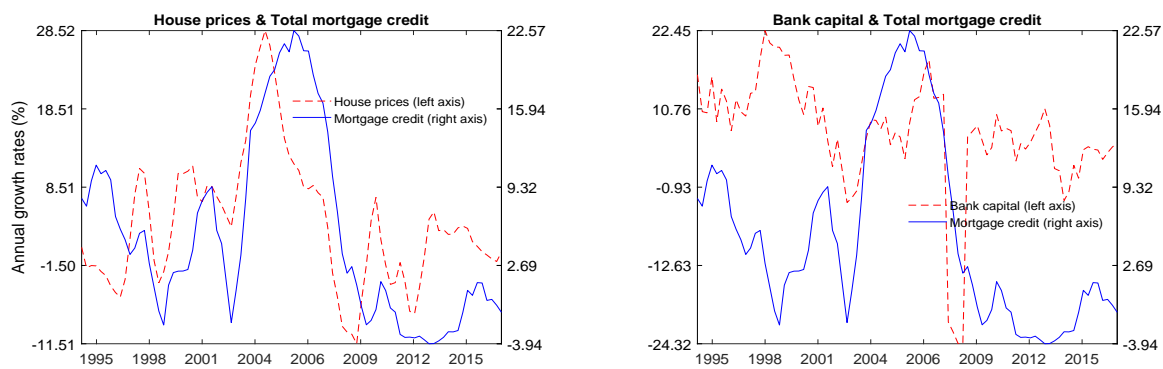 House prices & Total mortgage credit
Annual growth rates (%)
28.52
18.51
8.51
-1.50
-11.51
22.57
15.94
9.32
2.69
-3.94
House prices (left axis)
Mortgage credit (right axis)
1995 1998 2001 2004 2006 2009 2012 2015
Bank capital & Total mortgage credit
22.45
10.76
-0.93
-12.63
-24.32
22.57
15.94
9.32
2.69
-3.94
Bank capital (left axis)
Mortgage credit (right axis)
1995 1998 2001 2004 2006 2009 2012 2015